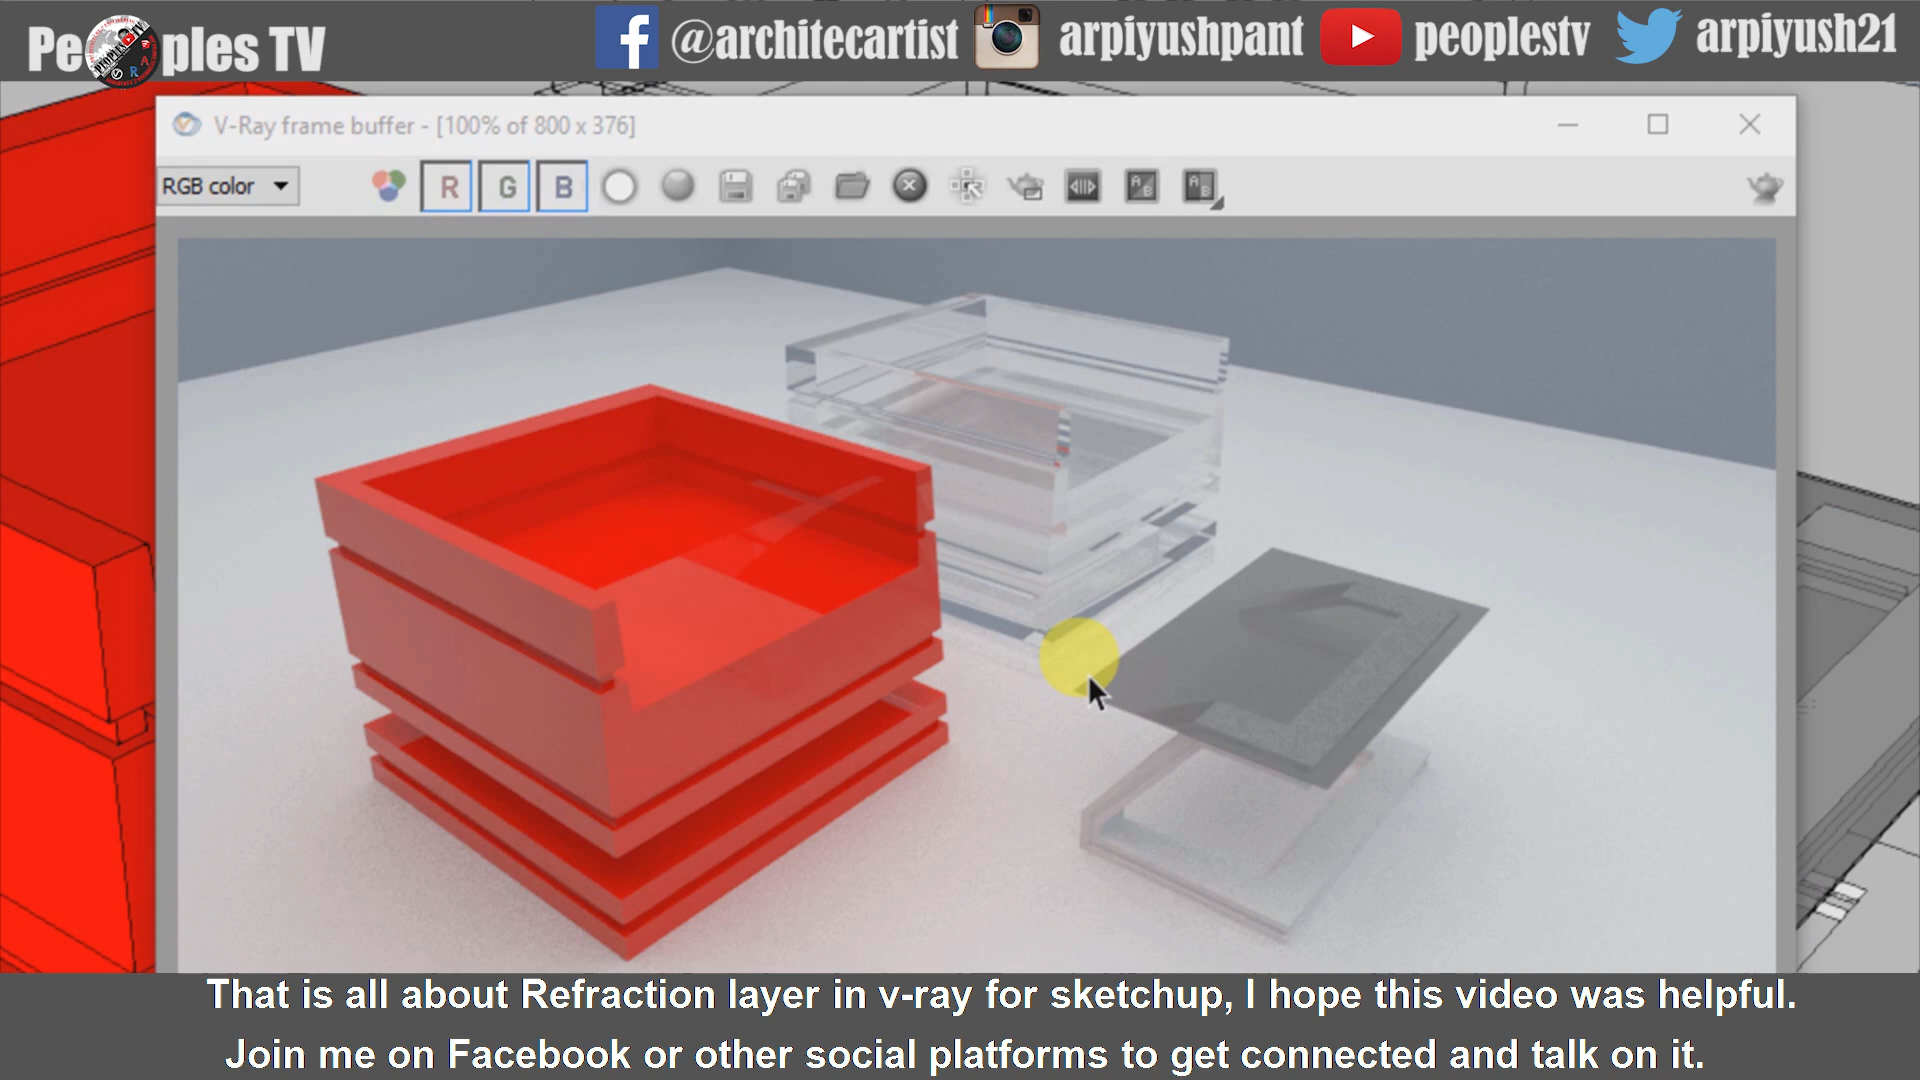 Peoples TV
@architecartist
arpiyushpant
peoplestv
arpiyush21
V-Ray frame buffer - [100% of 800 x 376]
RGB color
R
G
B
That is all about Refraction layer in v-ray for sketchup, I hope this video was helpful.
Join me on Facebook or other social platforms to get connected and talk on it.